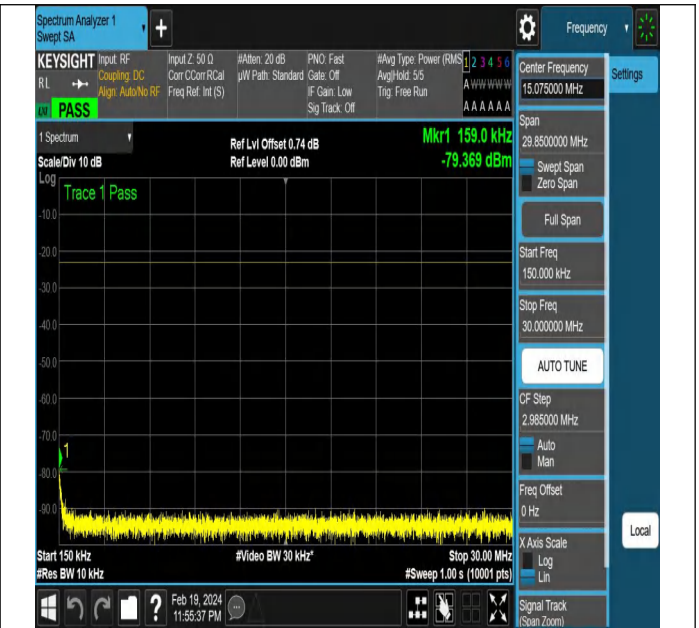 Spectrum Analyzer 1
Swept SA
+
Frequency
KEYSIGHT
RL
PASS
Input: RF
Coupling: DC
Align: Auto/No RF
Input Z: 50 Ω
Corr CCorr RCal
Freq Ref: Int (S)
#Atten: 20 dB
µW Path: Standard
PNO: Fast
Gate: Off
IF Gain: Low
Sig Track: Off
#Avg Type: Power (RMS
Avg|Hold: 5/5
Trig: Free Run
1 2 3 4 5 6
A W W W W W
A A A A A A
Center Frequency
15.075000 MHz
Settings
1 Spectrum
Ref Lvl Offset 0.74 dB
Mkr1 159.0 kHz
Scale/Div 10 dB
Ref Level 0.00 dBm
-79.369 dBm
Log
Trace 1 Pass
-10.0
-20.0
-30.0
-40.0
-50.0
-60.0
-70.0
1
-80.0
-90.0
Start 150 kHz
#Video BW 30 kHz*
Stop 30.00 MHz
#Res BW 10 kHz
#Sweep 1.00 s (10001 pts)
Span
29.8500000 MHz
Swept Span
Zero Span
Full Span
Start Freq
150.000 kHz
Stop Freq
30.000000 MHz
AUTO TUNE
CF Step
2.985000 MHz
Auto
Man
Freq Offset
0 Hz
X Axis Scale
Log
Lin
Local
Signal Track
(Span Zoom)
?
Feb 19, 2024
11:55:37 PM